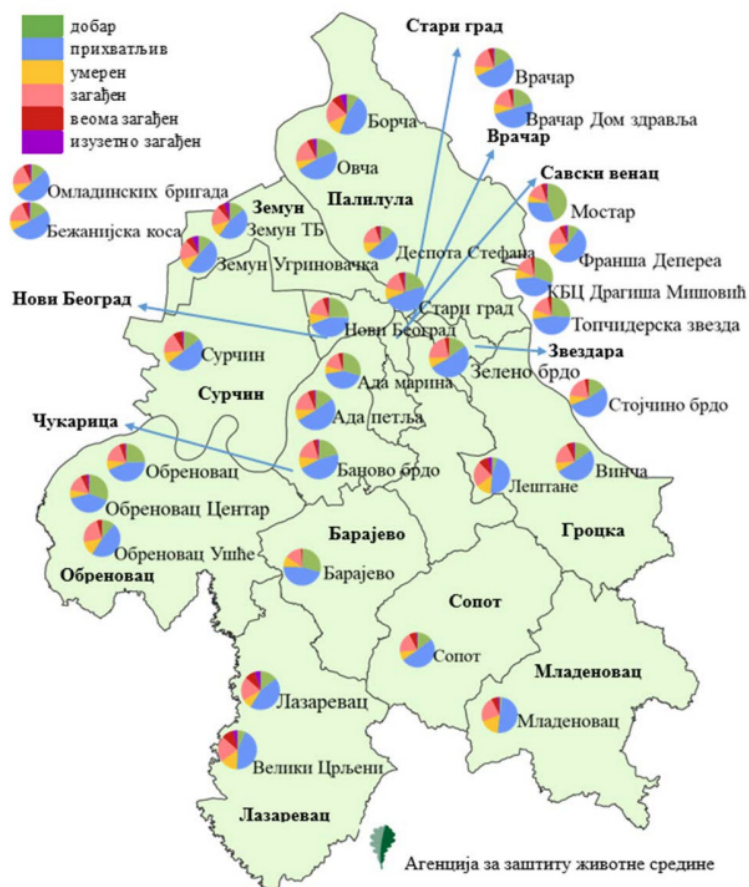 добар
прихватљив
умерен
загађен
веома загађен
изузетно загађен
Стари град
Врачар
Врачар Дом здравља
Врачар
Борча
Овча
Палилула
Савски венац
Омладинских бригада
Бежанијска коса
Земун
Земун ТБ
Земун Угриновачка
Деспота Стефана
Мостар
Франша Депереа
КБЦ Драгиша Мишовић
Топчидерска звезда
Нови Београд
Стари град
Нови Београд
Звездара
Сурчин
Зелено брдо
Ада марина
Сурчин
Стојчино брдо
Чукарица
Ада петља
Баново брдо
Обреновац
Лештане
Винча
Обреновац Центар
Гроцка
Барајево
Обреновац Ушће
Обреновац
Барајево
Сопот
Сопот
Младеновац
Лазаревац
Младеновац
Велики Црљени
Лазаревац
Агенција за заштиту животне средине